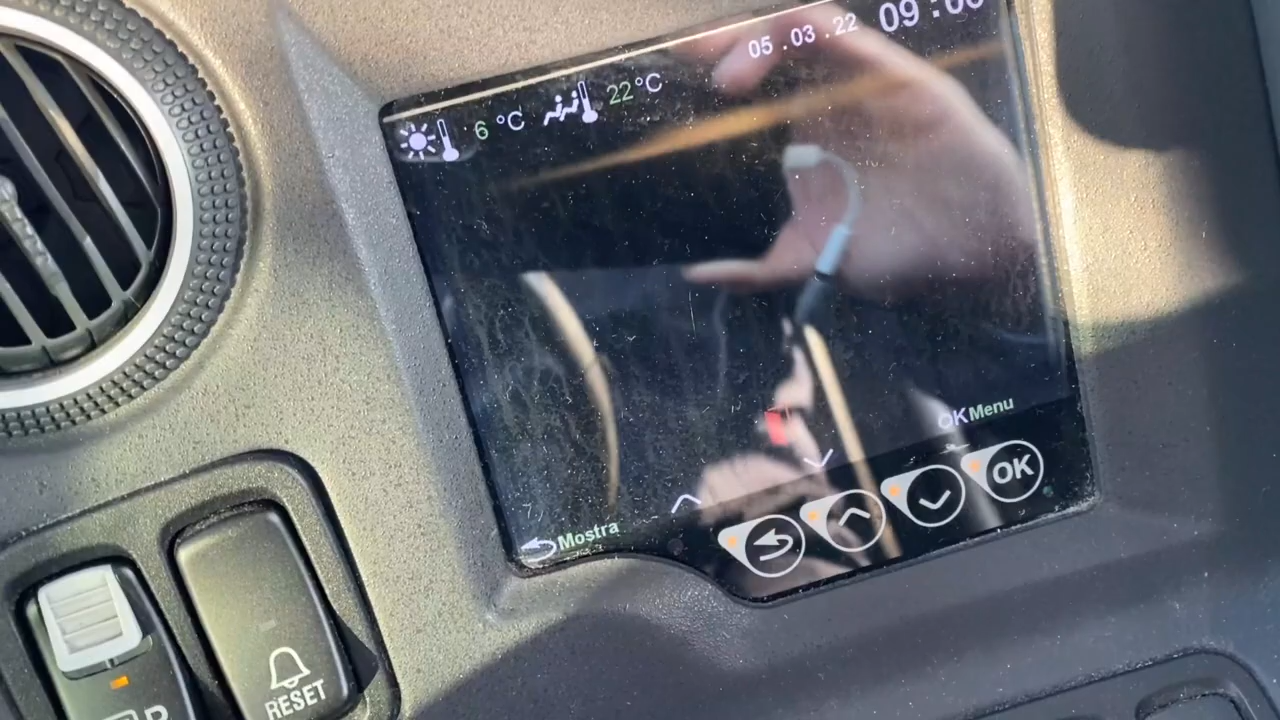 05.03.22 09:00
6 °C 22°C
OK Menu
Mostra
OK
RESET
P